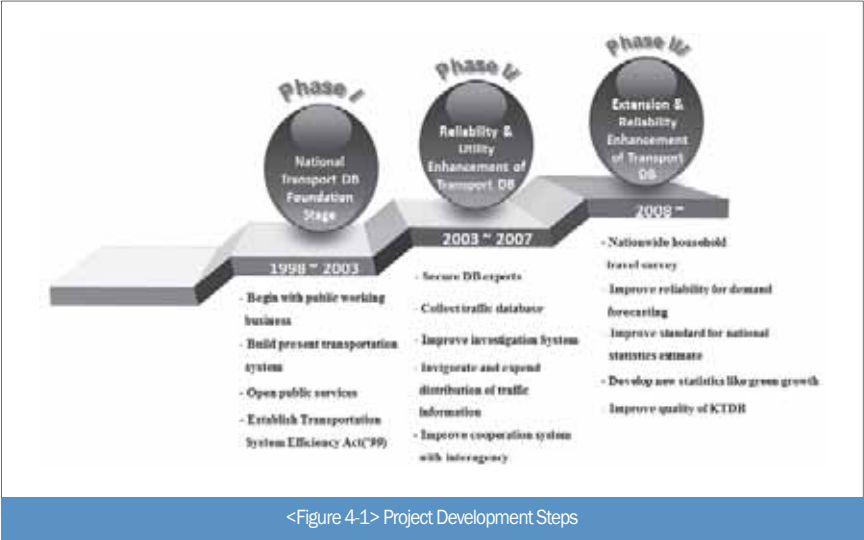 Phase I
National
Transport DB
Foundation
Stage
1998 ~ 2003
- Begin with public working
business
- Build present transportation
system
- Open public services
- Establish Transportation
System Efficiency Act('99)
Phase II
Reliability &
Utility
Enhancement of
Transport DB
2003 ~ 2007
- Secure DB experts
- Collect traffic database
- Improve investigation System
- Invigorate and expend
distribution of traffic
Information
- Improve cooperation system
with interagency
Phase III
Extension &
Reliability
Enhancement
of Transport
DB
2008 ~
- Nationwide household
travel survey
- Improve reliability for demand
forecasting
- Improve standard for national
statistics estimate
- Develop new statistics like green growth
- Improve quality of KTDB
<Figure 4-1> Project Development Steps